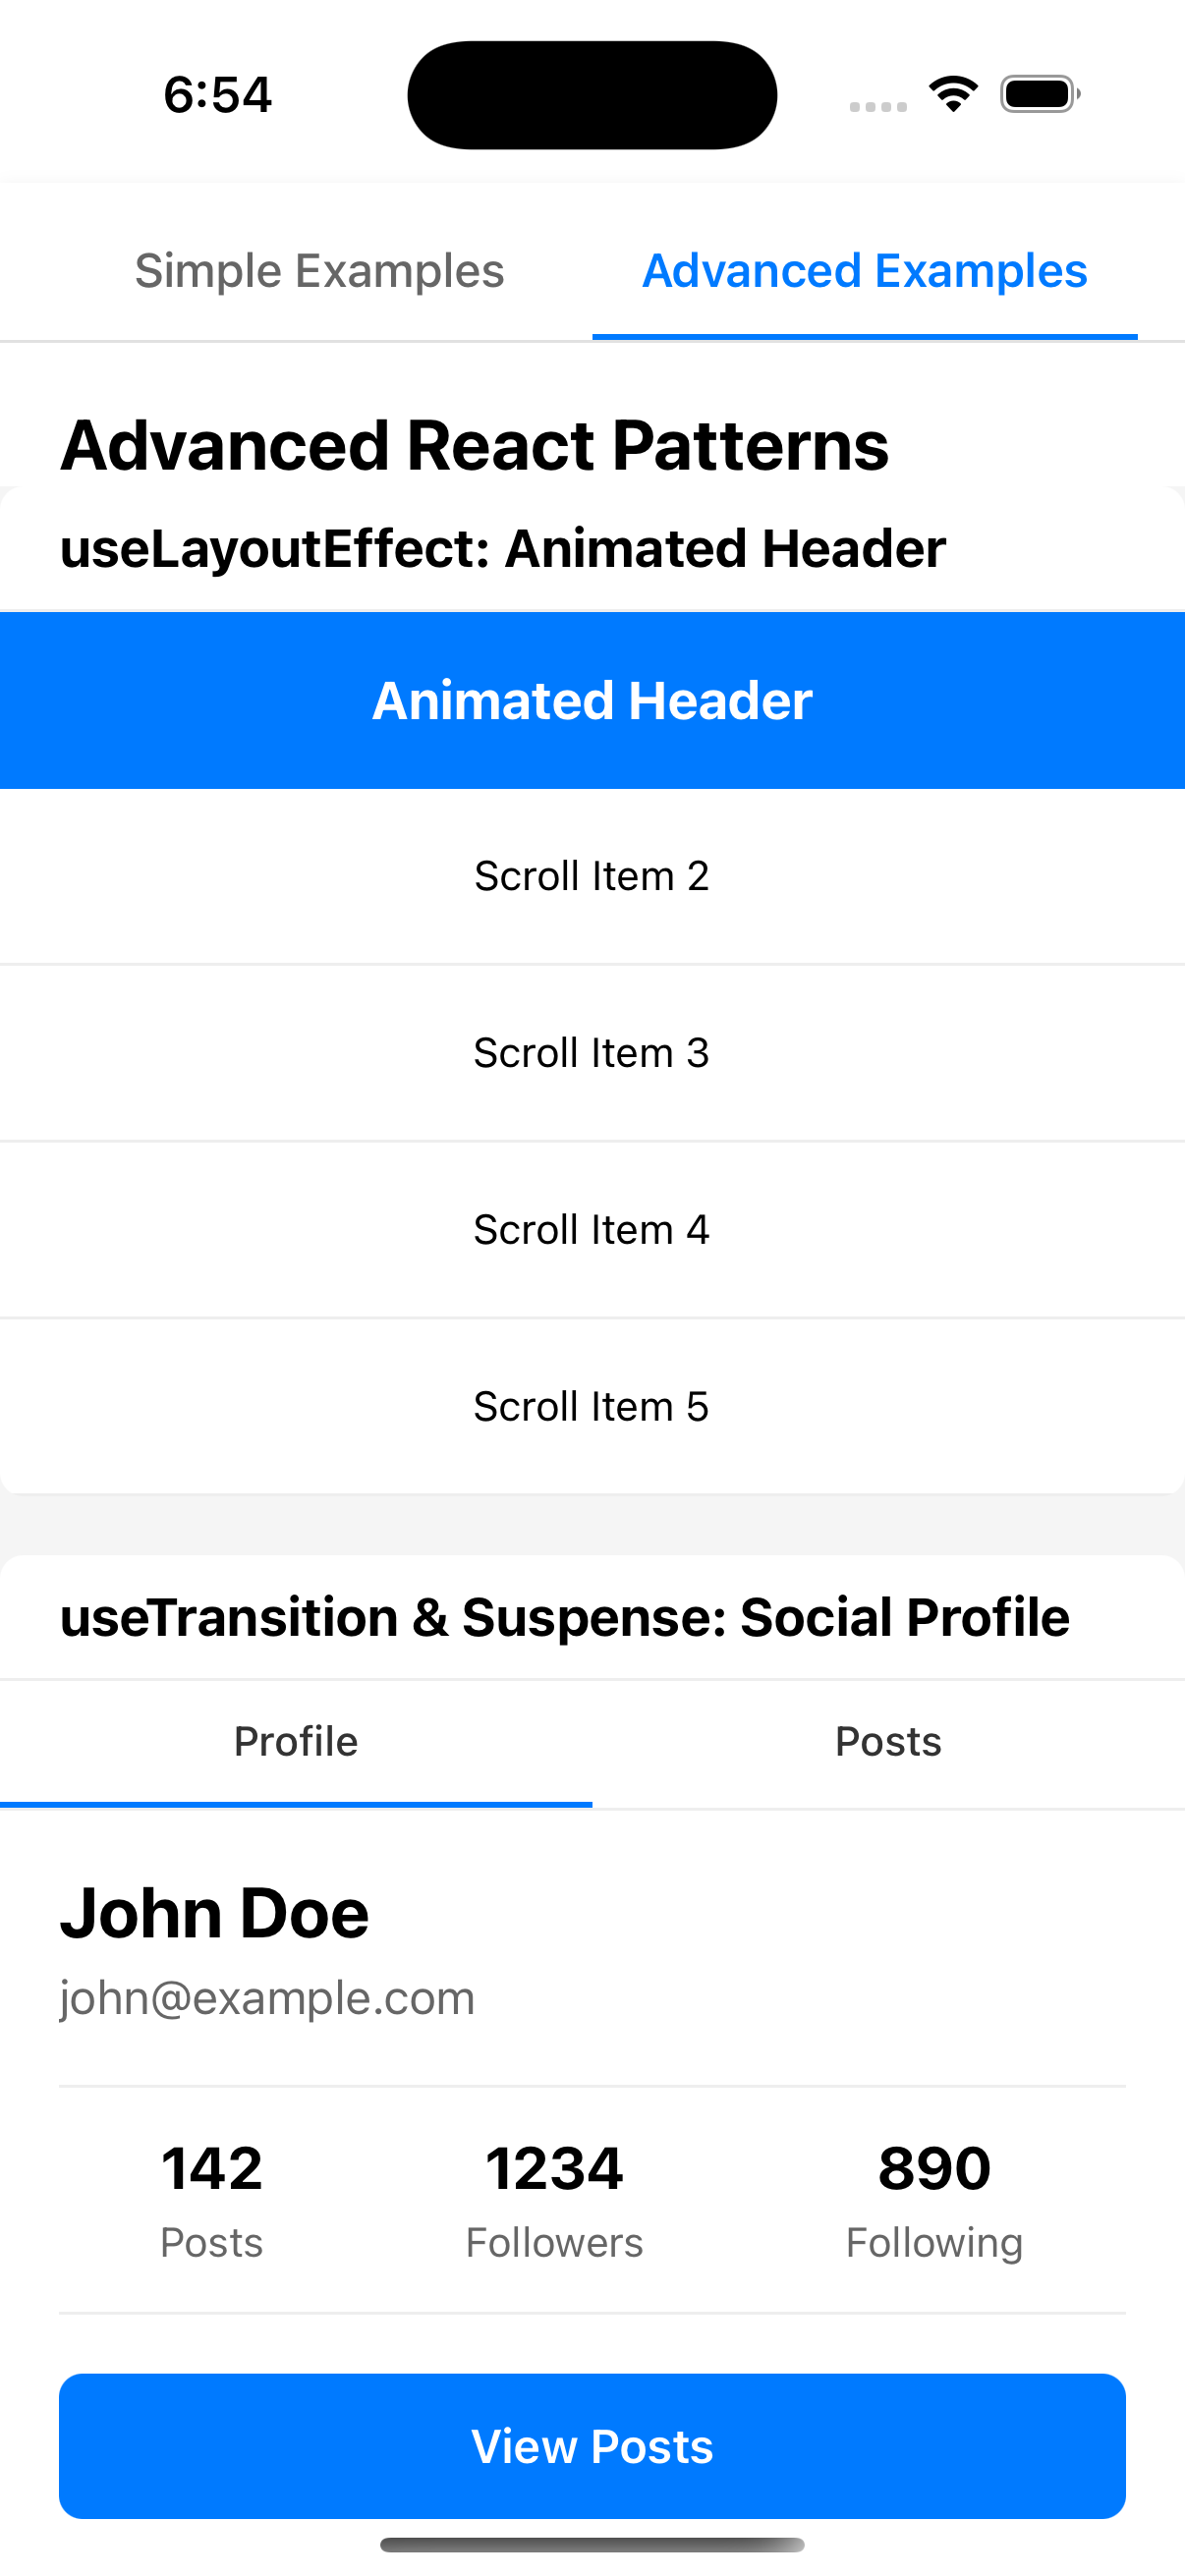 6:54
Simple Examples
Advanced Examples
Advanced React Patterns
useLayoutEffect: Animated Header
Animated Header
Scroll Item 2
Scroll Item 3
Scroll Item 4
Scroll Item 5
useTransition & Suspense: Social Profile
Profile
Posts
John Doe
john@example.com
142
1234
890
Posts
Followers
Following
View Posts